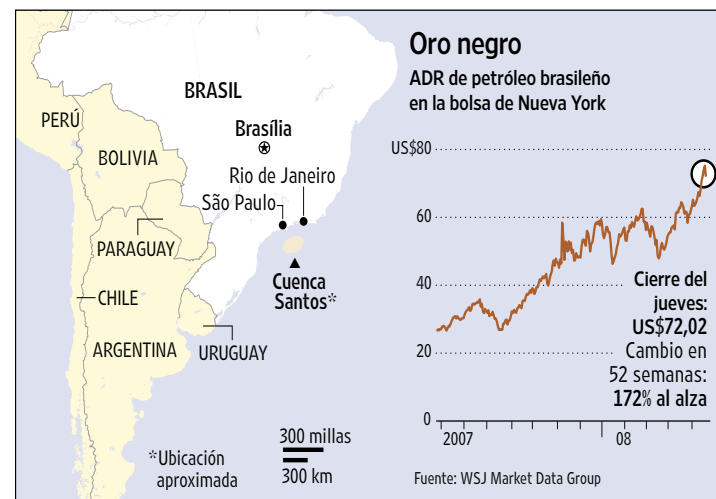 BRASIL
PERÚ
Brasília
BOLIVIA
Rio de Janeiro
São Paulo
PARAGUAY
Cuenca
Santos*
CHILE
ARGENTINA
URUGUAY
*Ubicación
aproximada
300 millas
300 km
Oro negro
ADR de petróleo brasileño
en la bolsa de Nueva York
US$80
60
40
20
0
Cierre del
jueves:
US$72,02
Cambio en
52 semanas:
172% al alza
2007
08
Fuente: WSJ Market Data Group